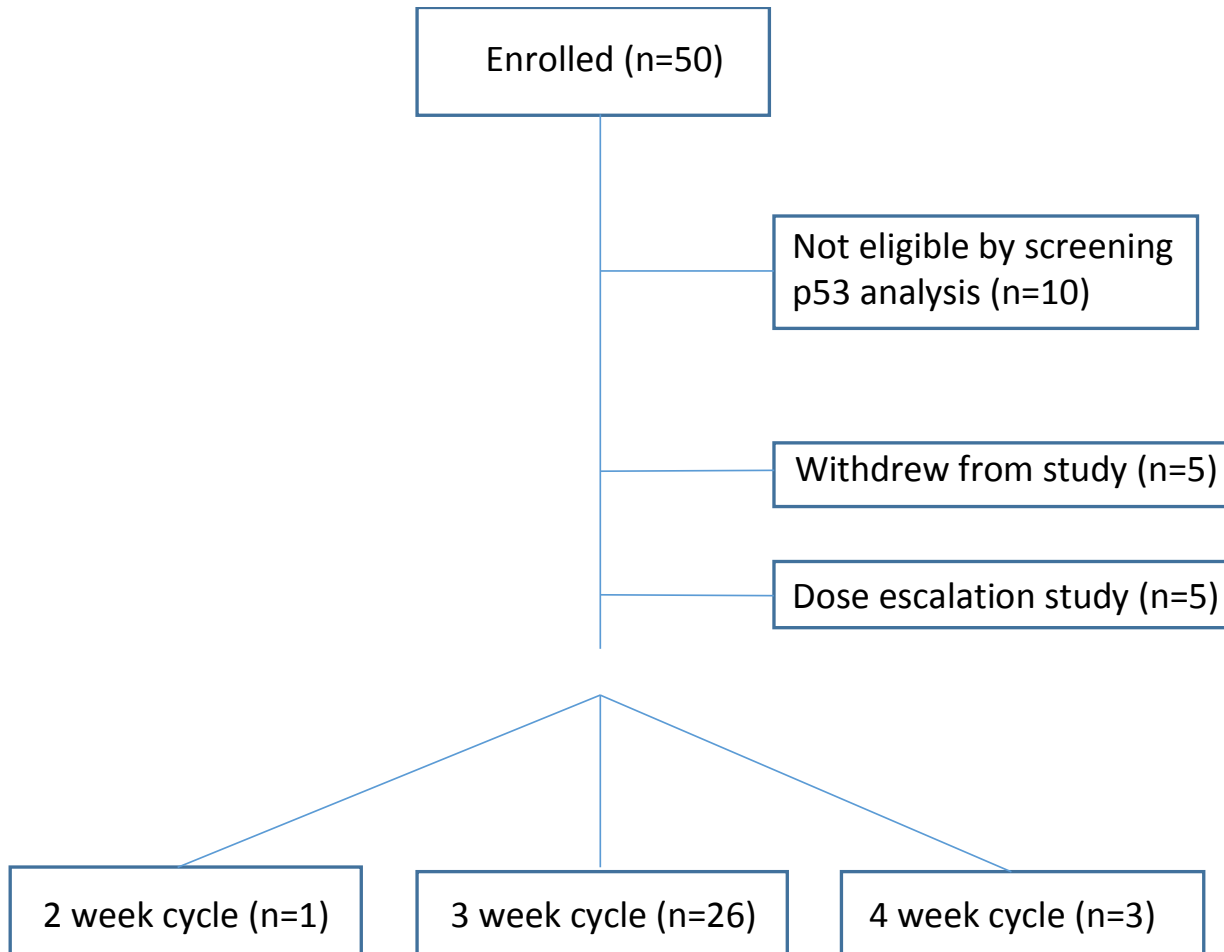 Enrolled (n=50)
Not eligible by screening
p53 analysis (n=10)
Withdrew from study (n=5)
Dose escalation study (n=5)
2 week cycle (n=1)
3 week cycle (n=26)
4 week cycle (n=3)